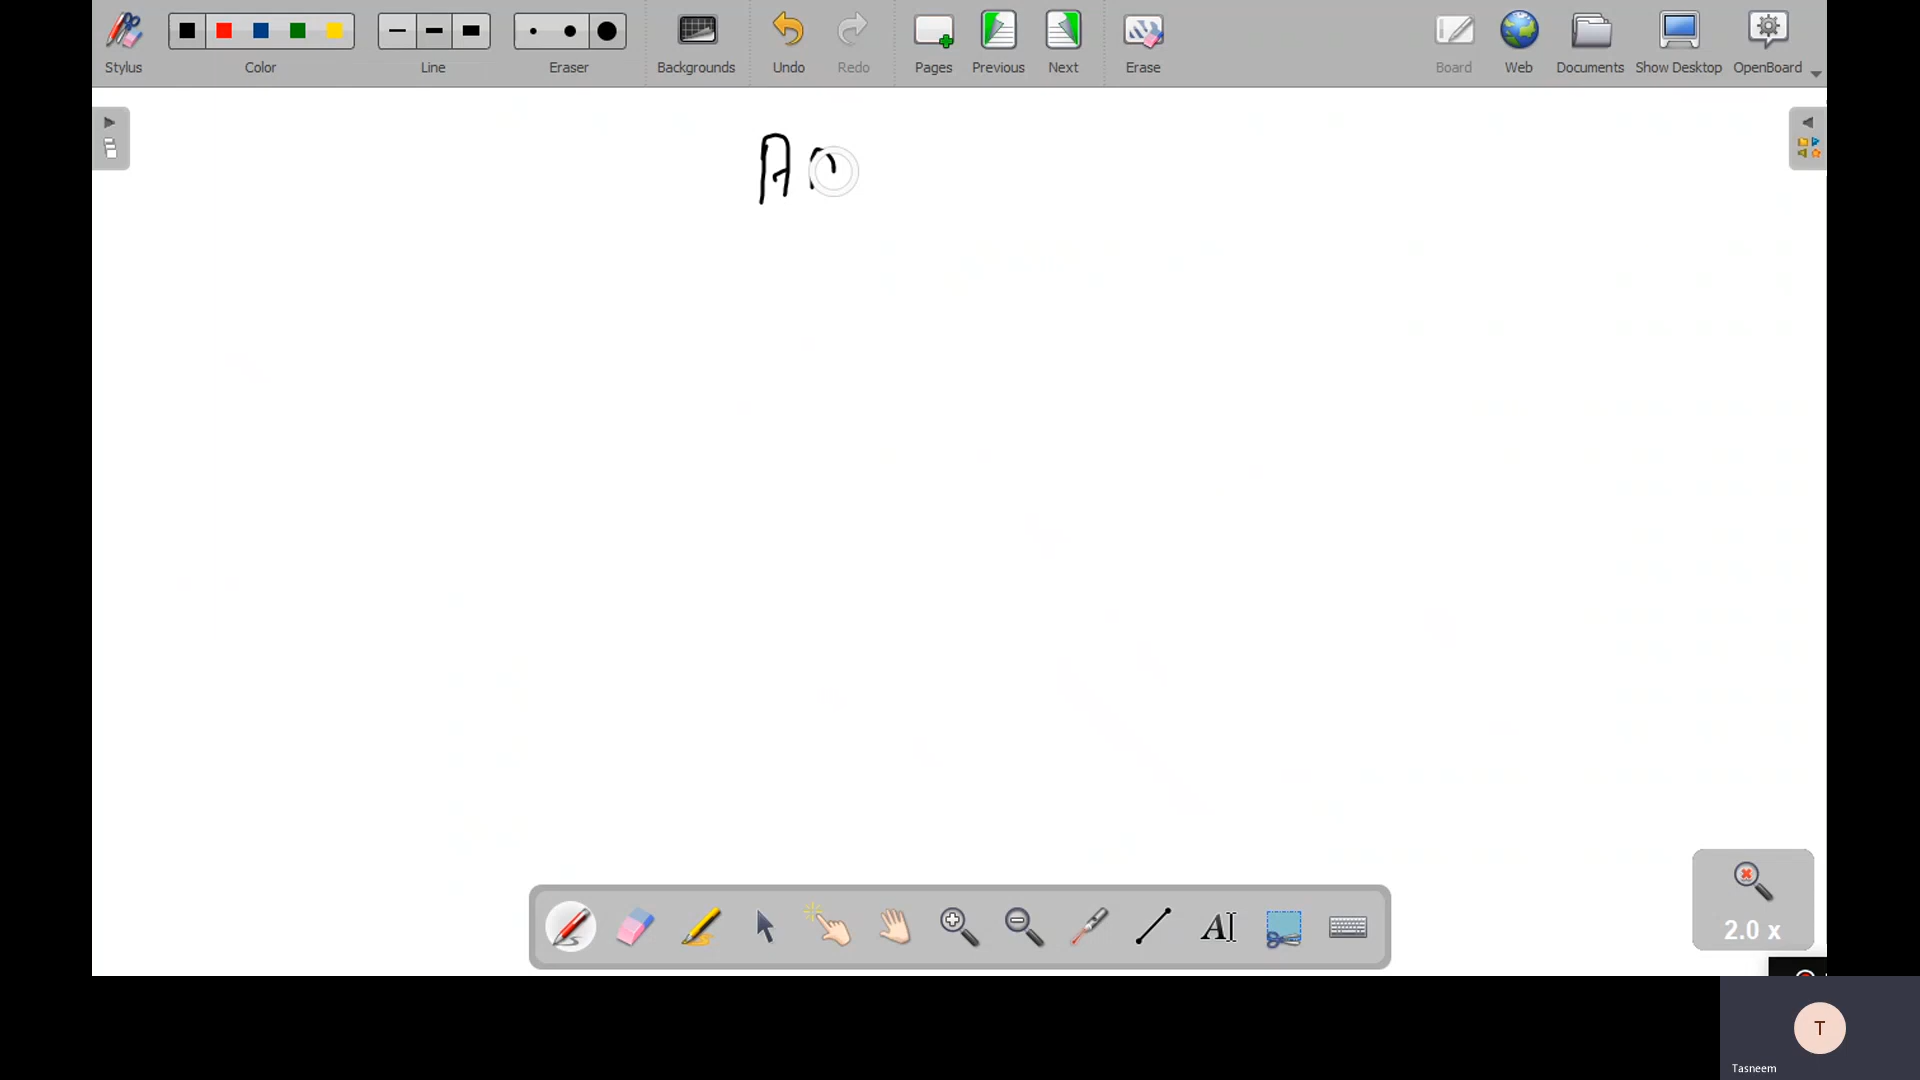 Stylus Color Line Eraser Backgrounds Undo Redo Pages Previous Next Erase Board Web Documents Show Desktop OpenBoard
A
2.0 x
T
Tasneem